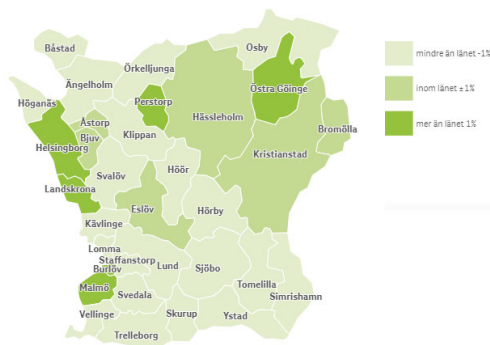 Båstad
Osby
Örkelljunga
mindre än länet -1%
Ängelholm
Östra Göinge
inom länet ± 1%
Höganäs
Perstorp
Hässleholm
mer än länet 1%
Åstorp
Bromölla
Bjuv
Klippan
Helsingborg
Kristianstad
Svalöv
Höör
Landskrona
Eslöv
Hörby
Kävlinge
Lomma
Staffanstorp
Lund
Sjöbo
Burlöv
Malmö
Svedala
Tomelilla
Simrishamn
Vellinge
Skurup
Ystad
Trelleborg